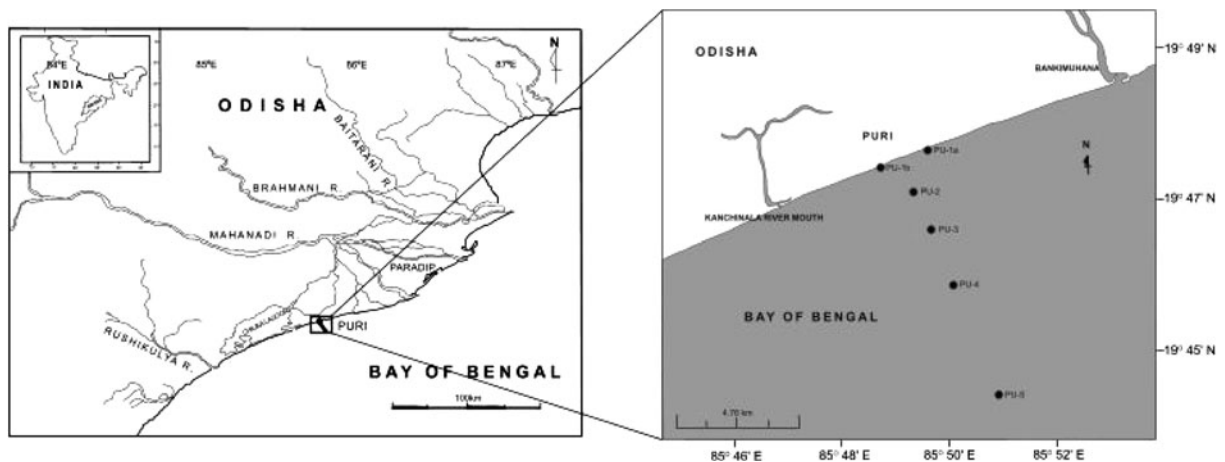 N
84°E
85°E
86°E
87°E
INDIA
ODISHA
BAITARANI R.
BRAHMANI R.
MAHANADI R.
PARADIP
PURI
RUSHIKULYA R.
BAY OF BENGAL
100km
ODISHA
BANKIMUHANA
19° 49' N
PURI
N
PU-1a
PU-1b
PU-2
19° 47' N
KANCHINALA RIVER MOUTH
PU-3
PU-4
BAY OF BENGAL
19° 45' N
PU-5
4.76 km
85° 46' E
85° 48' E
85° 50' E
85° 52' E